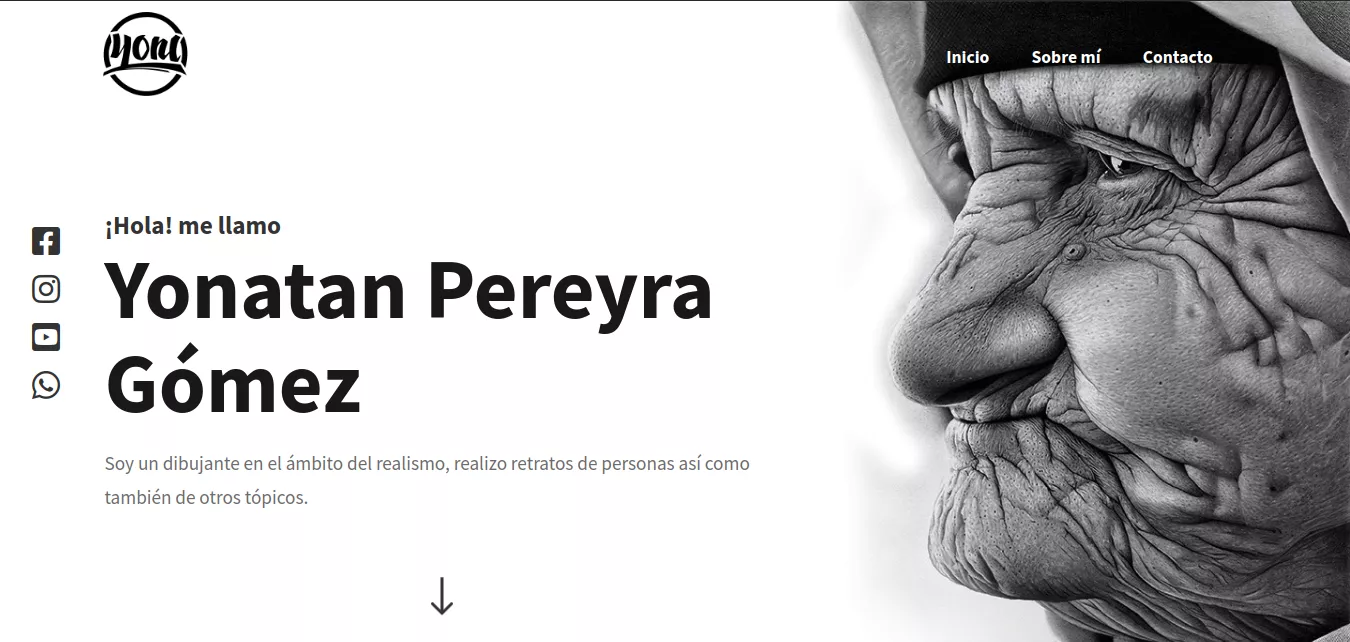 yona
Inicio Sobre mí Contacto
¡Hola! me llamo
Yonatan Pereyra
Gómez
Soy un dibujante en el ámbito del realismo, realizo retratos de personas así como
también de otros tópicos.